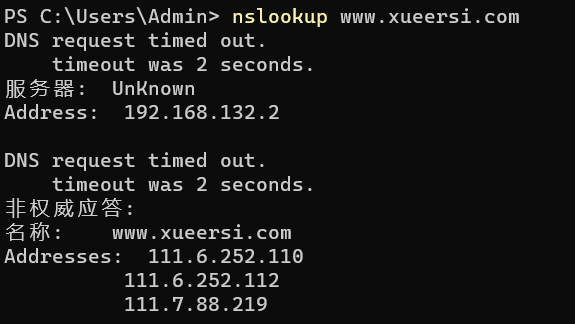 PS C:\Users\Admin> nslookup www.xueersi.com
DNS request timed out.
    timeout was 2 seconds.
服务器:  UnKnown
Address:  192.168.132.2

DNS request timed out.
    timeout was 2 seconds.
非权威应答:
名称:    www.xueersi.com
Addresses:  111.6.252.110
          111.6.252.112
          111.7.88.219